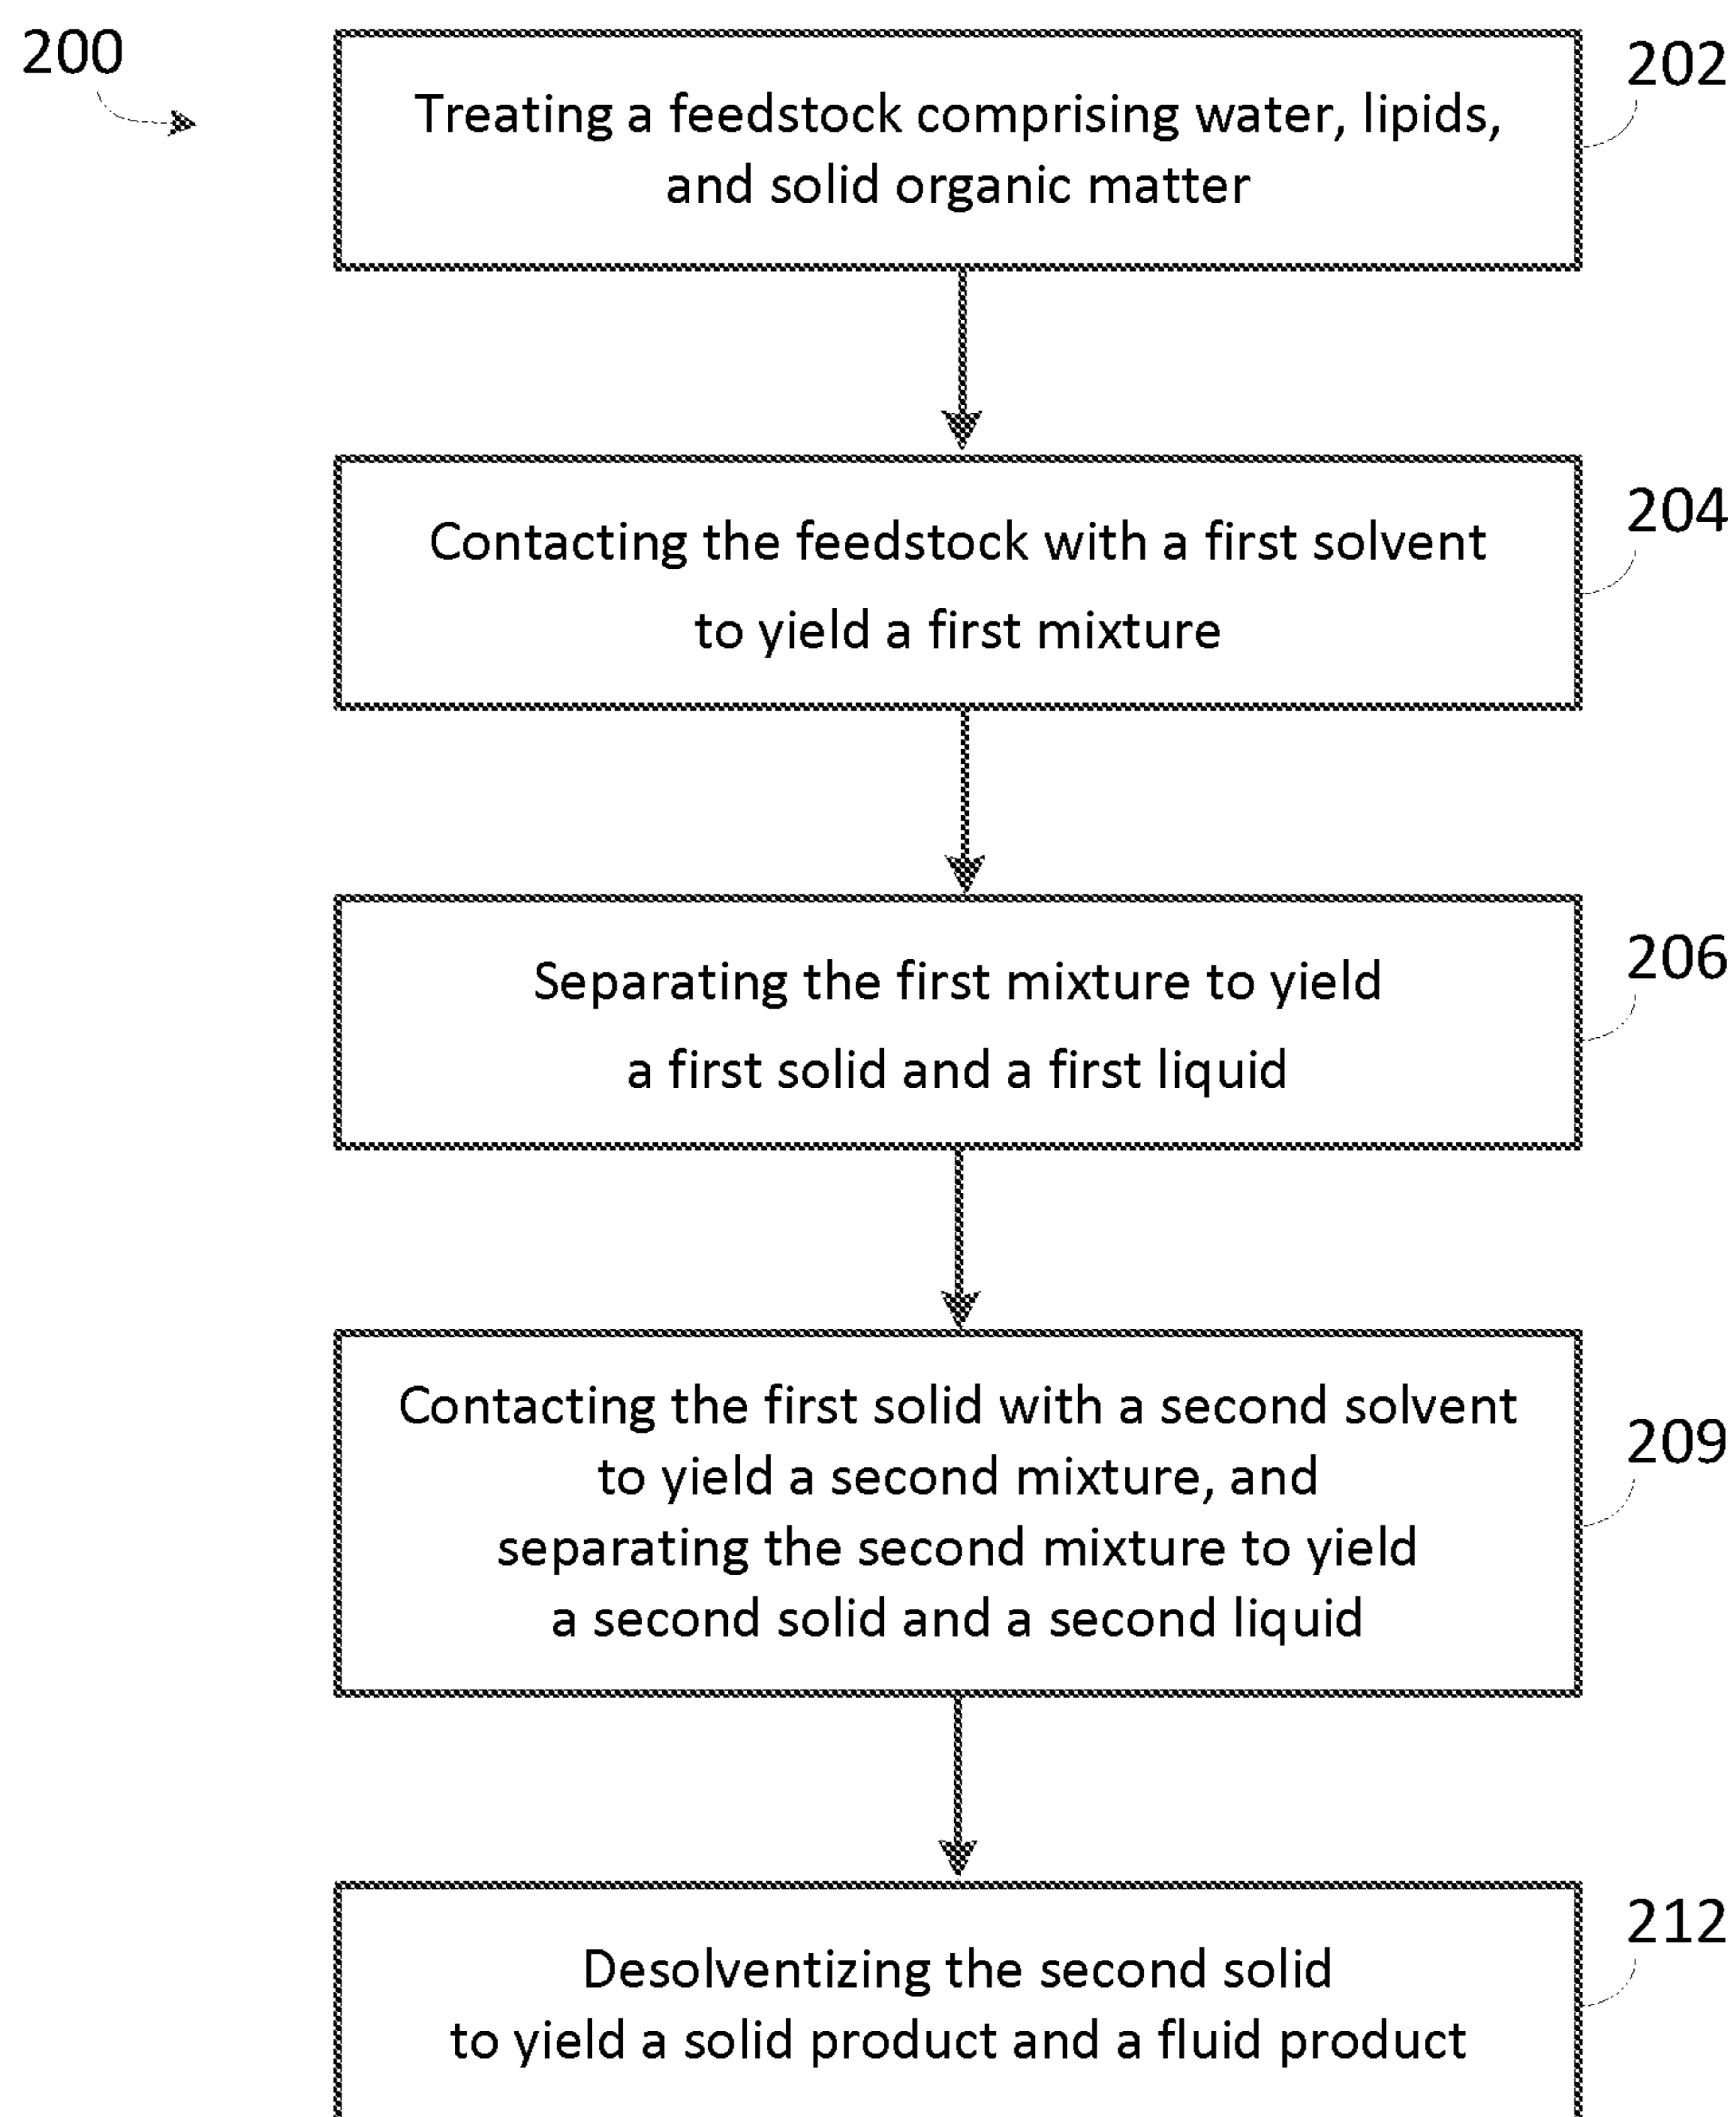 200
202
Treating a feedstock comprising water, lipids,
and solid organic matter
204
Contacting the feedstock with a first solvent
to yield a first mixture
206
Separating the first mixture to yield
a first solid and a first liquid
209
Contacting the first solid with a second solvent
to yield a second mixture, and
separating the second mixture to yield
a second solid and a second liquid
212
Desolventizing the second solid
to yield a solid product and a fluid product